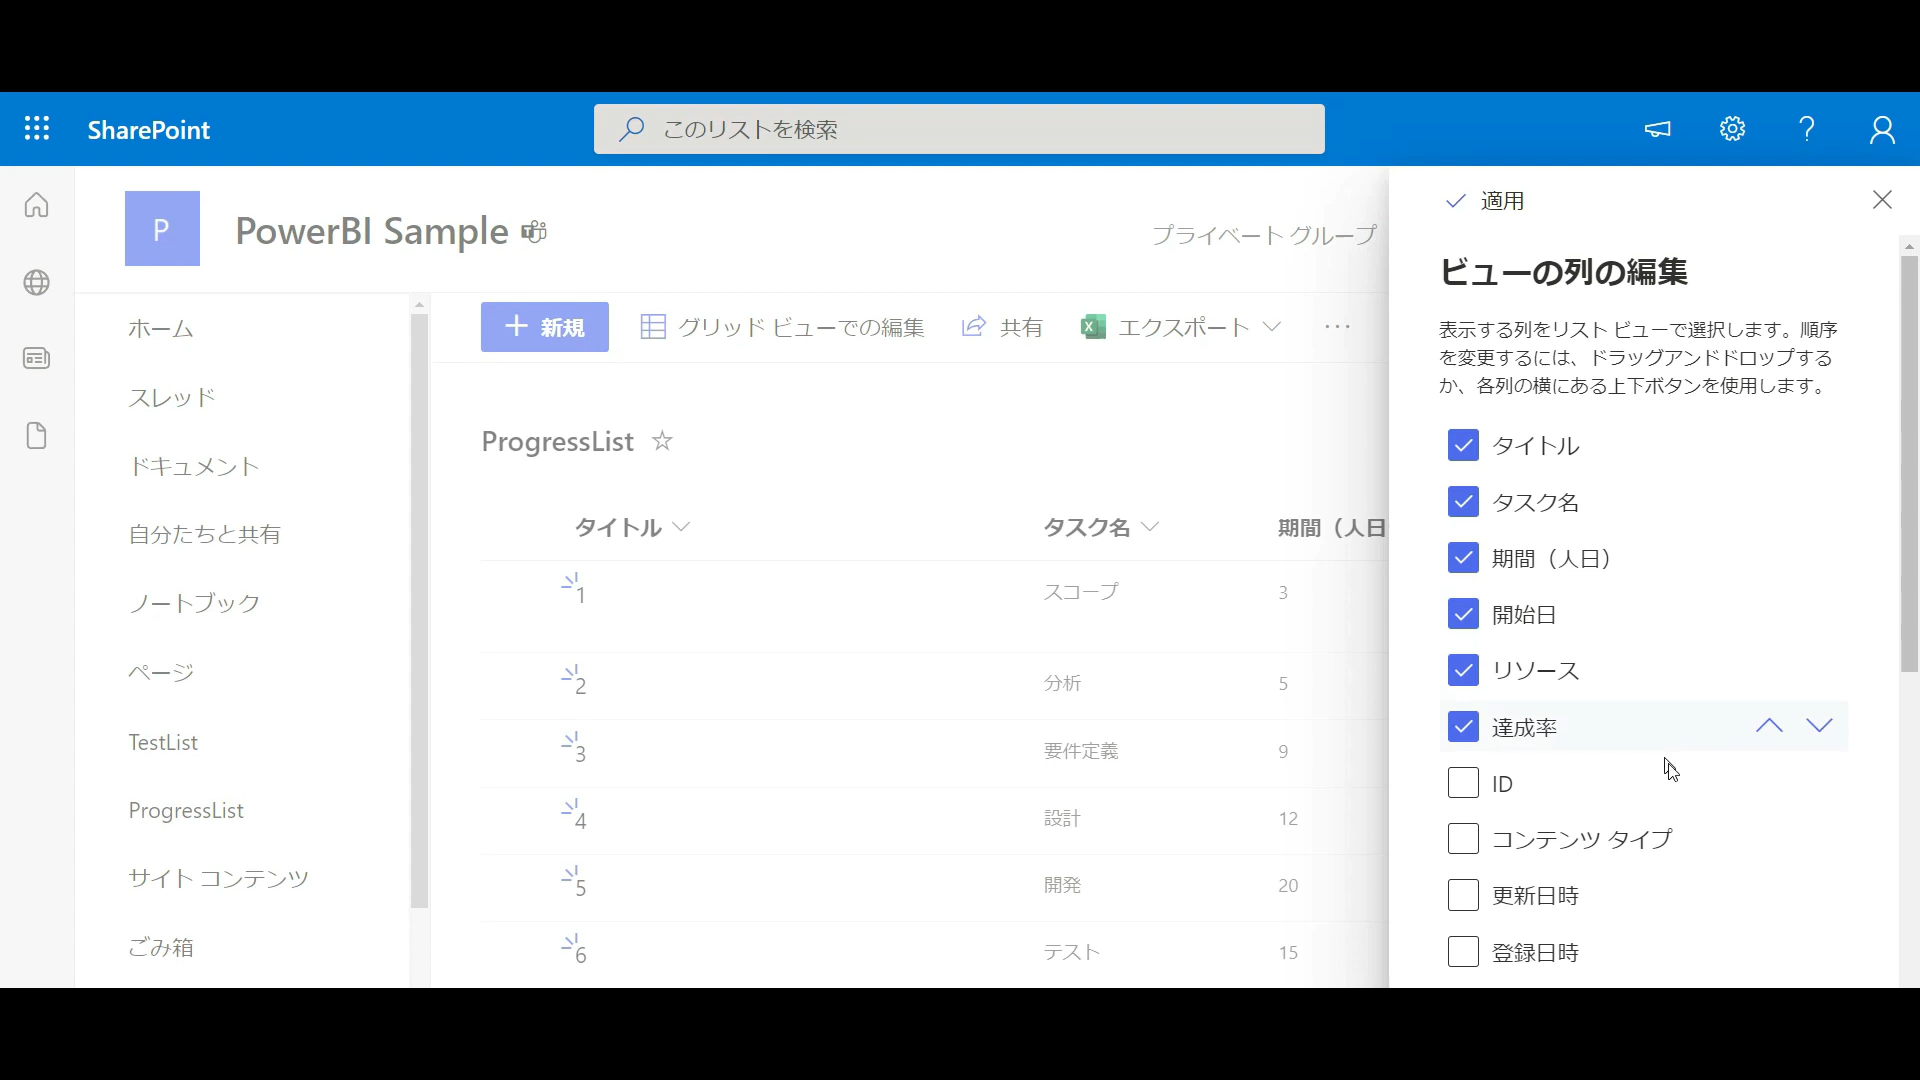 SharePoint
このリストを検索
P
PowerBI Sample
プライベート グループ
ホーム
スレッド
ドキュメント
自分たちと共有
ノートブック
ページ
TestList
ProgressList
サイト コンテンツ
ごみ箱
新規
グリッド ビューでの編集
共有
エクスポート
ProgressList
タイトル
タスク名
期間（人日
1
スコープ
3
2
分析
5
3
要件定義
9
4
設計
12
5
開発
20
6
テスト
15
適用
ビューの列の編集
表示する列をリスト ビューで選択します。順序
を変更するには、ドラッグアンドドロップする
か、各列の横にある上下ボタンを使用します。
タイトル
タスク名
期間（人日）
開始日
リソース
達成率
ID
コンテンツ タイプ
更新日時
登録日時